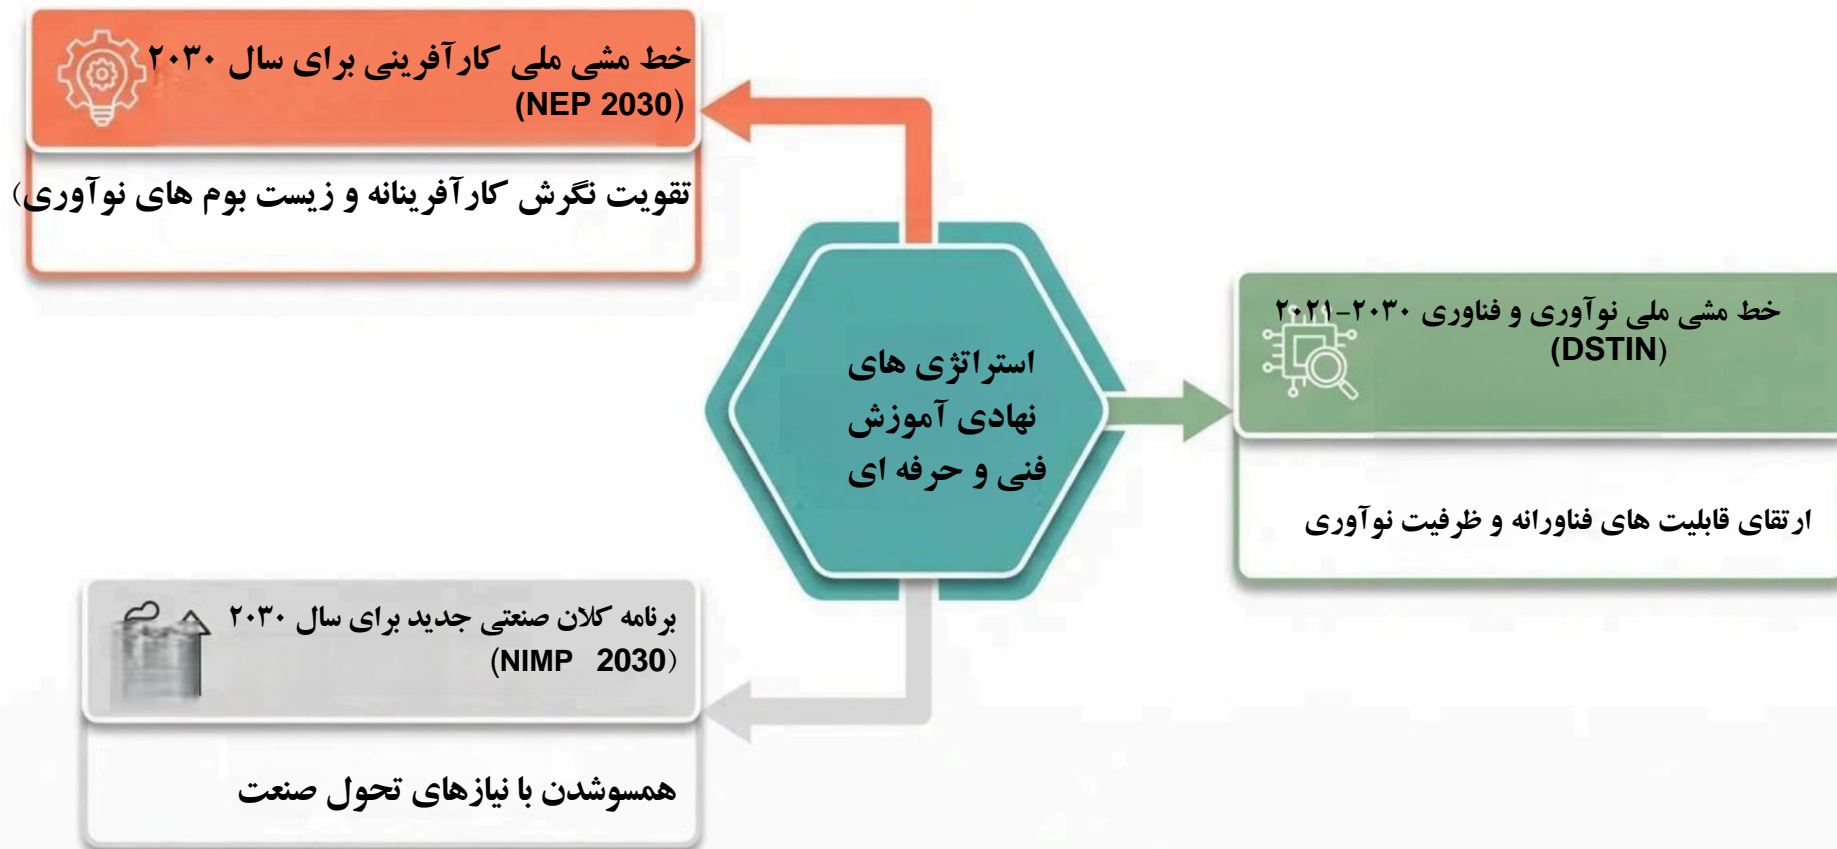 خط مشی ملی کارآفرینی برای سال ۲۰۳۰
(NEP 2030)
تقویت نگرش کارآفرینانه و زیست بوم های نوآوری)
استراتژی های
نهادی آموزش
فنی و حرفه ای
خط مشی ملی نوآوری و فناوری ۲۰۳۰-۲۰۲۱
(DSTIN)
ارتقای قابلیت های فناورانه و ظرفیت نوآوری
برنامه کلان صنعتی جدید برای سال ۲۰۳۰
(NIMP 2030)
همسوشدن با نیازهای تحول صنعت